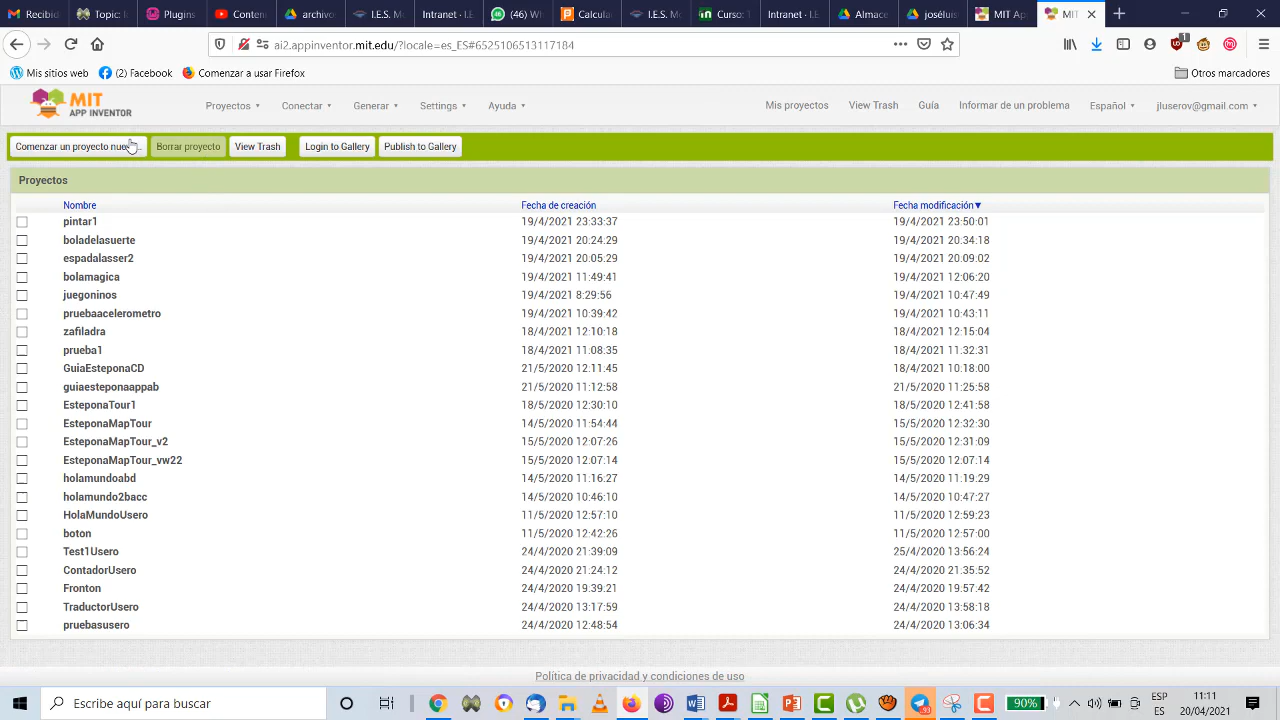 Recibi
Topic |
Plugins
Conten
archivo
Intranet
(46) W
Calcula
I.E.S. Mo
Curso:
Intranet - I.E
Almace
joséluis
MIT Ap
MIT
ai2.appinventor.mit.edu/?locale=es_ES#6525106513117184
Mis sitios web
(2) Facebook
Comenzar a usar Firefox
Otros marcadores
MIT
APP INVENTOR
Proyectos
Conectar
Generar
Settings
Ayuda
Mis proyectos
View Trash
Guía
Informar de un problema
Español
jluserov@gmail.com
Comenzar un proyecto nuevo
Borrar proyecto
View Trash
Login to Gallery
Publish to Gallery
Proyectos
Nombre Fecha de creación Fecha modificación▼
pintar1 19/4/2021 23:33:37 19/4/2021 23:50:01
boladelasuerte 19/4/2021 20:24:29 19/4/2021 20:34:18
espadalasser2 19/4/2021 20:05:29 19/4/2021 20:09:02
bolamagica 19/4/2021 11:49:41 19/4/2021 12:06:20
juegoninos 19/4/2021 8:29:56 19/4/2021 10:47:49
pruebaacelerometro 19/4/2021 10:39:42 19/4/2021 10:43:11
zafiladra 18/4/2021 12:10:18 18/4/2021 12:15:04
prueba1 18/4/2021 11:08:35 18/4/2021 11:32:31
GuiaEsteponaCD 21/5/2020 12:11:45 18/4/2021 10:18:00
guiaesteponaappab 21/5/2020 11:12:58 21/5/2020 11:25:58
EsteponaTour1 18/5/2020 12:30:10 18/5/2020 12:41:58
EsteponaMapTour 14/5/2020 11:54:44 15/5/2020 12:32:30
EsteponaMapTour_v2 15/5/2020 12:07:26 15/5/2020 12:31:09
EsteponaMapTour_vw22 15/5/2020 12:07:14 15/5/2020 12:07:14
holamundoabd 14/5/2020 11:16:27 14/5/2020 11:19:29
holamundo2bacc 14/5/2020 10:46:10 14/5/2020 10:47:27
HolaMundoUsero 11/5/2020 12:57:10 11/5/2020 12:59:23
boton 11/5/2020 12:42:26 11/5/2020 12:57:00
Test1Usero 24/4/2020 21:39:09 25/4/2020 13:56:24
ContadorUsero 24/4/2020 21:24:12 24/4/2020 21:35:52
Fronton 24/4/2020 19:39:21 24/4/2020 19:57:42
TraductorUsero 24/4/2020 13:17:59 24/4/2020 13:58:18
pruebasusero 24/4/2020 12:48:54 24/4/2020 13:06:34
Política de privacidad y condiciones de uso
Escribe aquí para buscar
90%
ESP
ES
11:11
20/04/2021